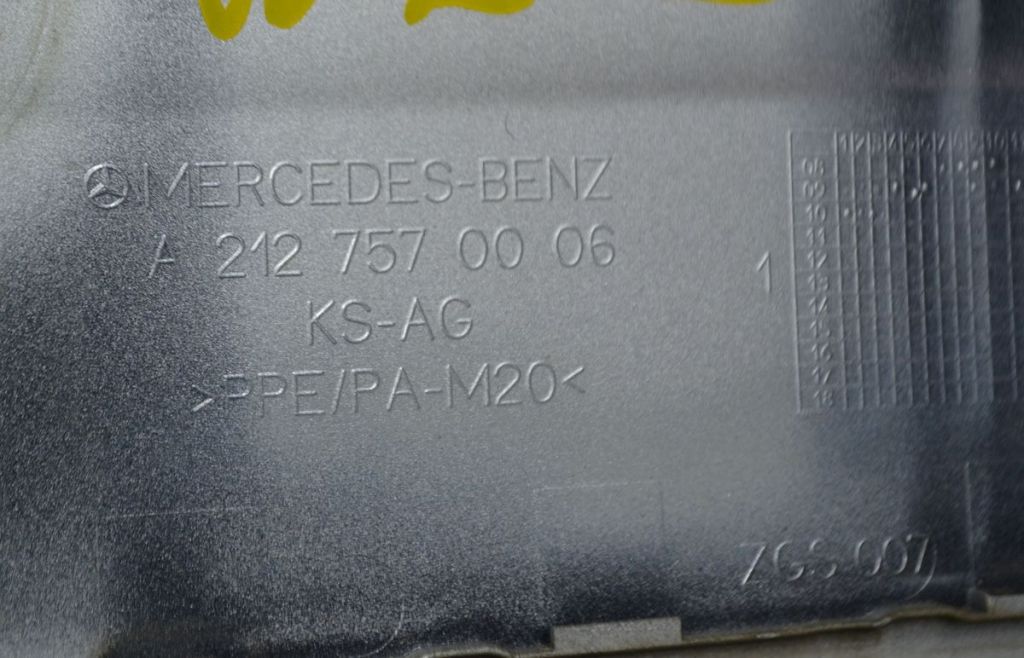 MERCEDES-BENZ
A 212 757 00 06
KS-AG
>PPE/PA-M20<
1
ZGS 007